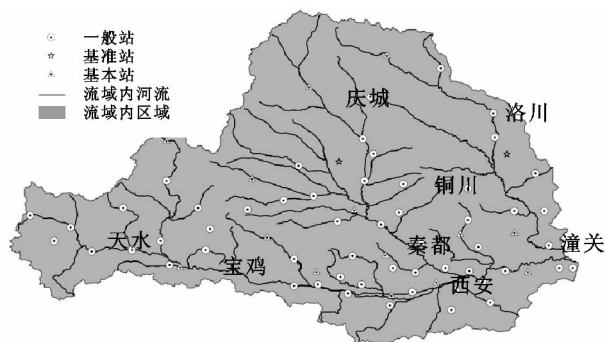 一般站
基准站
基本站
流域内河流
流域内区域
庆城
洛川
铜川
天水
秦都
潼关
宝鸡
西安